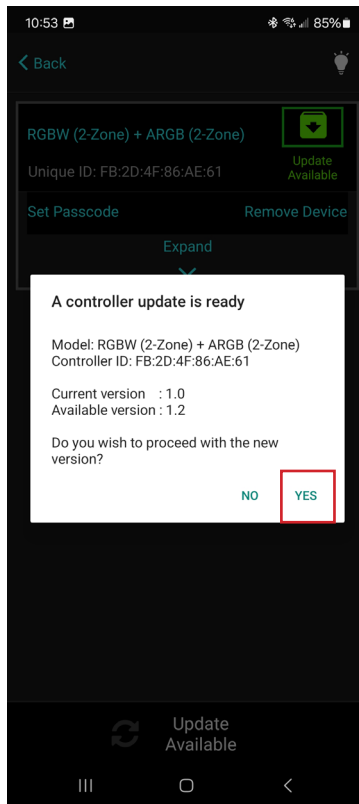 10:53 85%
Back
RGBW (2-Zone) + ARGB (2-Zone)
Unique ID: FB:2D:4F:86:AE:61
Update
Available
Set Passcode Remove Device
Expand
A controller update is ready
Model: RGBW (2-Zone) + ARGB (2-Zone)
Controller ID: FB:2D:4F:86:AE:61
Current version : 1.0
Available version : 1.2
Do you wish to proceed with the new
version?
NO YES
Update
Available